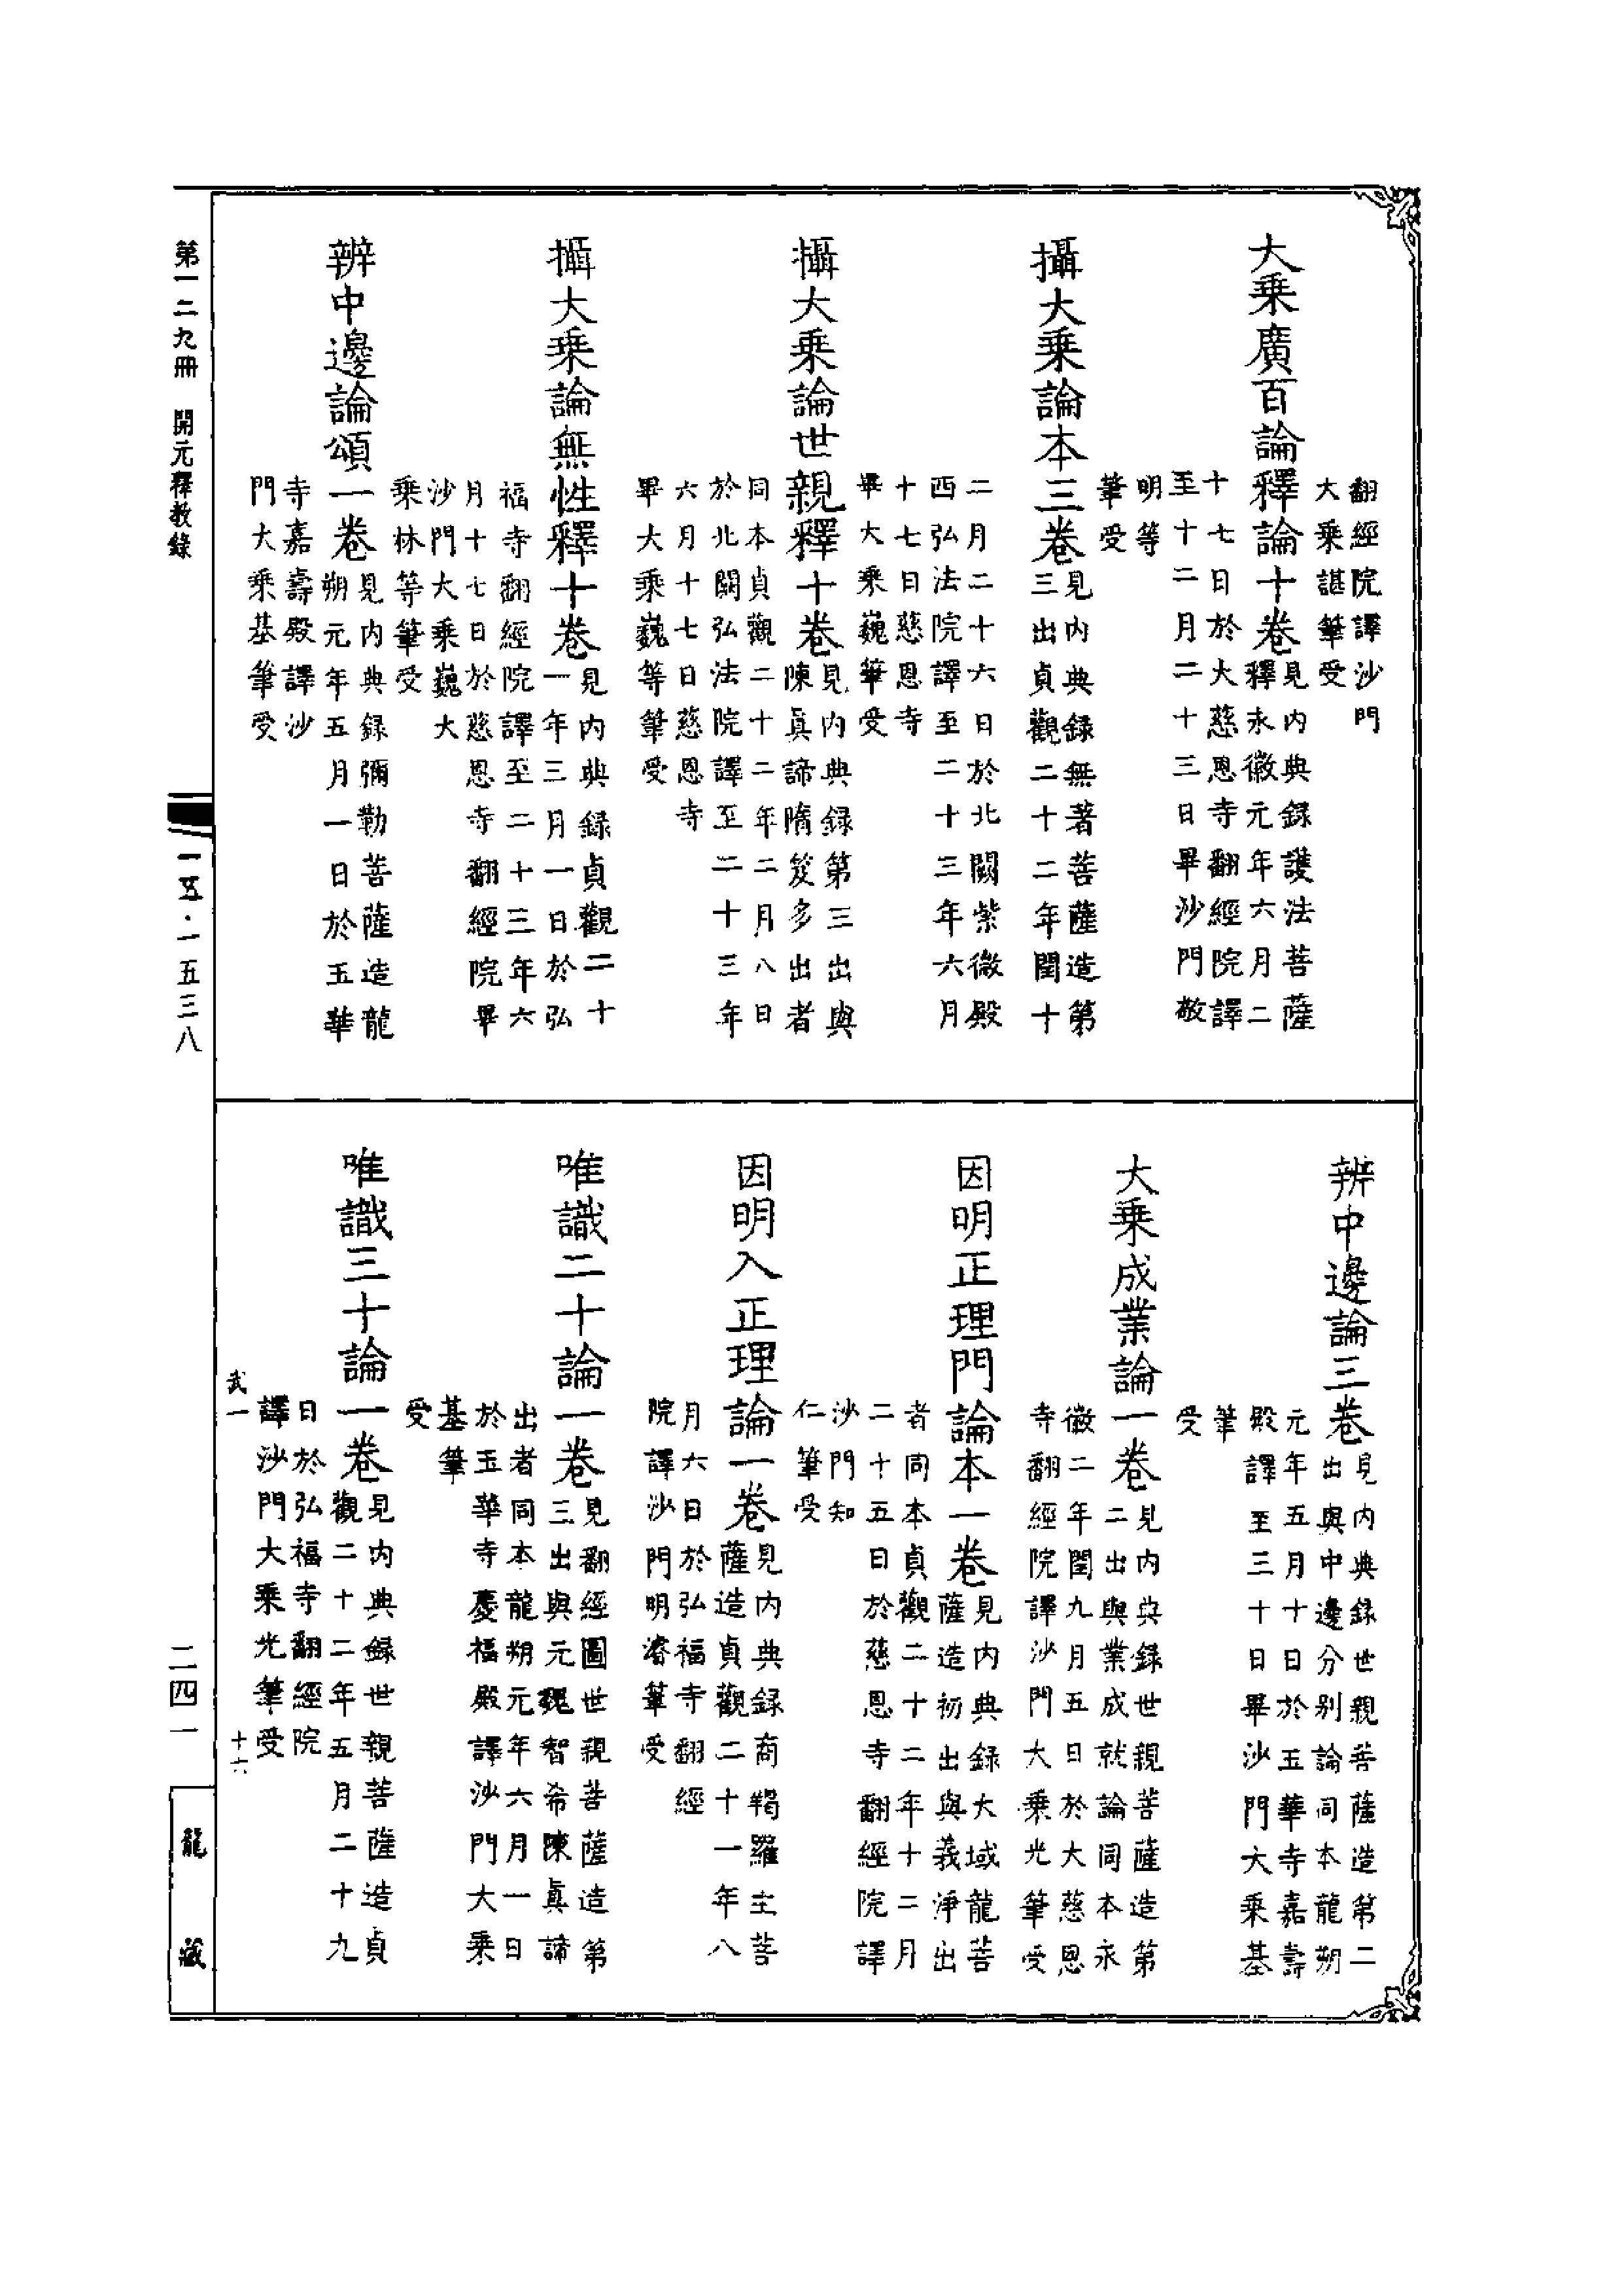 翻經院譯沙門
大乘諶筆受
大乘廣百論釋論十卷見內典録護法菩薩
釋永徽元年六月二
十七日於大慈恩寺翻經院譯
至十二月二十三日畢沙門敬
明等
筆受
攝大乘論本三卷見內典録無著菩薩造第
三出貞觀二十二年閏十
二月二十六日於北闕紫微殿
西弘法院譯至二十三年六月
十七日慈恩寺
畢大乘巍筆受
攝大乘論世親釋十卷見內典録第三出與
陳真諦隋笈多出者
同本貞觀二十二年二月八日
於北闕弘法院譯至二十三年
六月十七日慈恩寺
畢大乘巍等筆受
攝大乘論無性釋十卷見內典録貞觀二十
一年三月一日於弘
福寺翻經院譯至二十三年六
月十七日於慈恩寺翻經院畢
沙門大乘巍大
乘林等筆受
辨中邊論頌一卷見內典録彌勒菩薩造龍
朔元年五月一日於玉華
寺嘉壽殿譯沙
門大乘基筆受
辨中邊論三卷見內典録世親菩薩造第二
出與中邊分別論同本龍朔
元年五月十日於玉華寺嘉壽
殿譯至三十日畢沙門大乘基
筆
受
大乘成業論一卷見內典録世親菩薩造第
二出與業成就論同本永
徽二年閏九月五日於大慈恩
寺翻經院譯沙門大乘光筆受
因明正理門論本一卷見內典録大域龍菩
薩造初出與義淨出
者同本貞觀二十二年十二月
二十五日於慈恩寺翻經院譯
沙門知
仁筆受
因明入正理論一卷見內典録商羯羅主菩
薩造貞觀二十一年八
月六日於弘福寺翻經
院譯沙門明濬筆受
唯識二十論一卷見翻經圖世親菩薩造第
三出與元魏智希陳真諦
出者同本龍朔元年六月一日
於玉華寺慶福殿譯沙門大乘
基筆
受
唯識三十論一卷見內典録世親菩薩造貞
觀二十二年五月二十九
日於弘福寺翻經院
譯沙門大乘光筆受
武一
十六
第一二九冊 開元釋教錄
一五·一五三八
二四一
龍藏